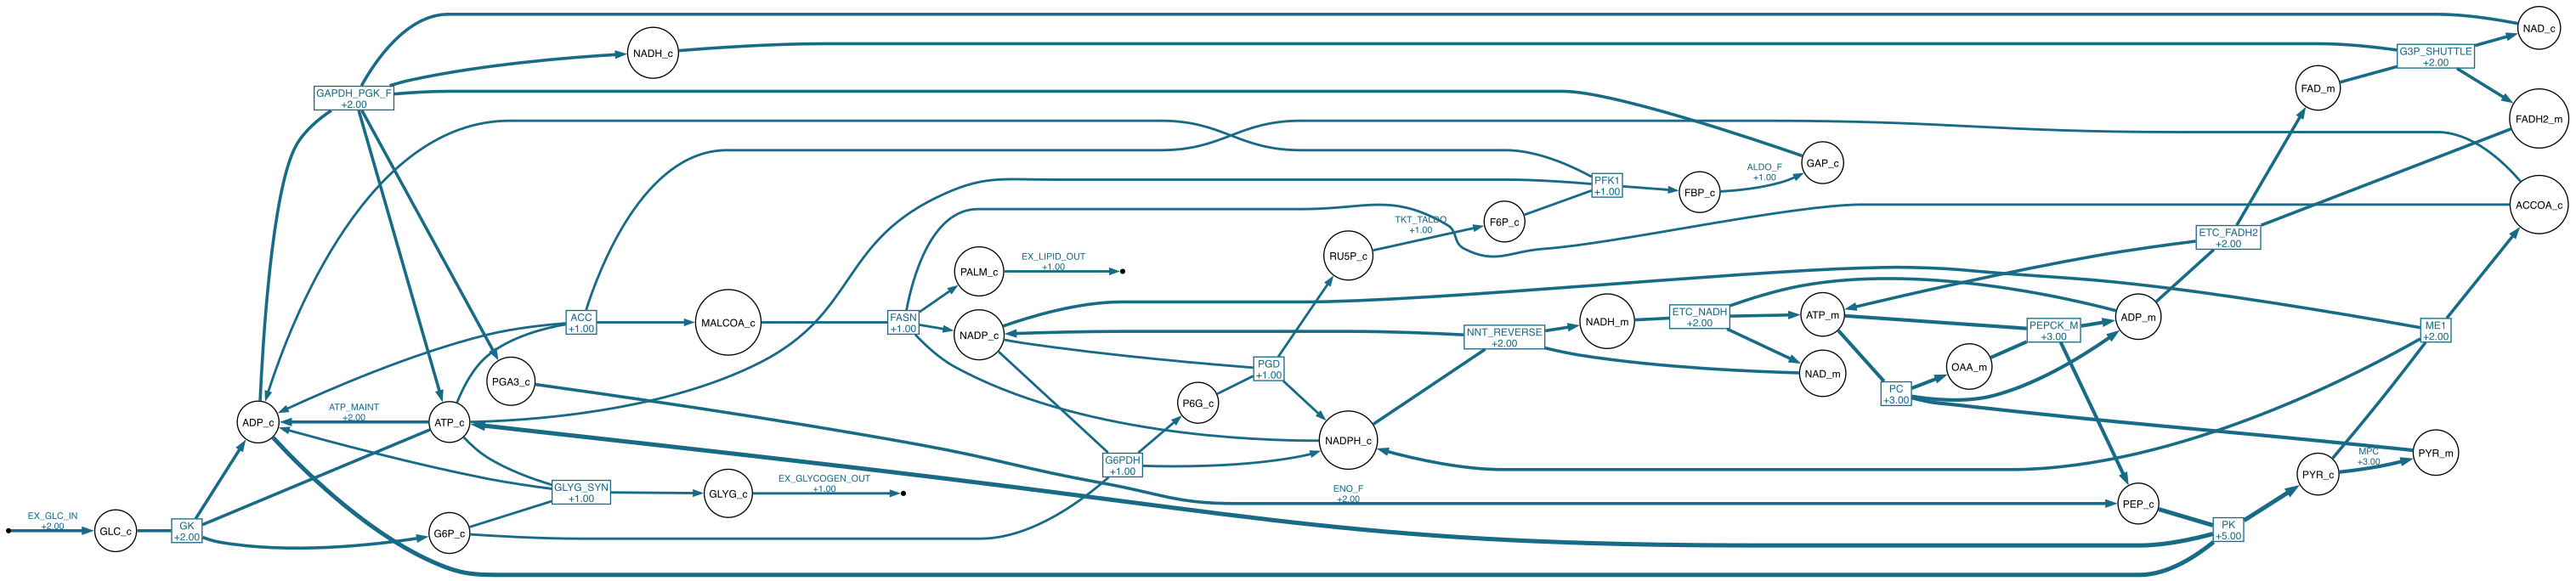 NAD_c
NADH_c
G3P_SHUTTLE
+2.00
FAD_m
GAPDH_PGK_F
+2.00
FADH2_m
GAP_c
ALDO_F
+1.00
PFK1
+1.00
FBP_c
ACCOA_c
TKT_TALDO
+1.00
F6P_c
ETC_FADH2
+2.00
RU5P_c
EX_LIPID_OUT
+1.00
PALM_c
ACC
+1.00
MALCOA_c
FASN
+1.00
NADP_c
NNT_REVERSE
+2.00
NADH_m
ETC_NADH
+2.00
ATP_m
PEPCK_M
+3.00
ADP_m
ME1
+2.00
PGD
+1.00
OAA_m
NAD_m
PGA3_c
PC
+3.00
P6G_c
ATP_MAINT
+2.00
ADP_c
ATP_c
NADPH_c
PYR_m
MPC
+3.00
G6PDH
+1.00
PYR_c
GLYG_SYN
+1.00
GLYG_c
EX_GLYCOGEN_OUT
+1.00
ENO_F
+2.00
PEP_c
EX_GLC_IN
+2.00
GLC_c
GK
+2.00
G6P_c
PK
+5.00